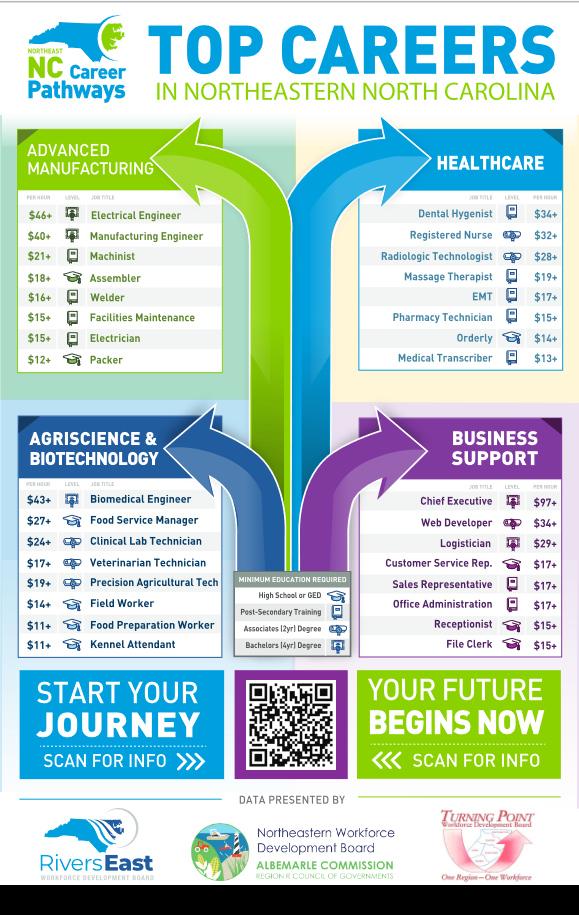 NORTHEAST
NC Career
Pathways
TOP CAREERS
IN NORTHEASTERN NORTH CAROLINA
ADVANCED
MANUFACTURING
PER HOUR LEVEL JOB TITLE
$46+ Electrical Engineer
$40+ Manufacturing Engineer
$21+ Machinist
$18+ Assembler
$16+ Welder
$15+ Facilities Maintenance
$15+ Electrician
$12+ Packer
HEALTHCARE
JOB TITLE LEVEL PER HOUR
Dental Hygenist $34+
Registered Nurse $32+
Radiologic Technologist $28+
Massage Therapist $19+
EMT $17+
Pharmacy Technician $15+
Orderly $14+
Medical Transcriber $13+
AGRISCIENCE &
BIOTECHNOLOGY
PER HOUR LEVEL JOB TITLE
$43+ Biomedical Engineer
$27+ Food Service Manager
$24+ Clinical Lab Technician
$17+ Veterinarian Technician
$19+ Precision Agricultural Tech
$14+ Field Worker
$11+ Food Preparation Worker
$11+ Kennel Attendant
BUSINESS
SUPPORT
JOB TITLE LEVEL PER HOUR
Chief Executive $97+
Web Developer $34+
Logistician $29+
Customer Service Rep. $17+
Sales Representative $17+
Office Administration $17+
Receptionist $15+
File Clerk $15+
MINIMUM EDUCATION REQUIRED
High School or GED
Post-Secondary Training
Associates (2yr) Degree
Bachelors (4yr) Degree
START YOUR
JOURNEY
SCAN FOR INFO
YOUR FUTURE
BEGINS NOW
SCAN FOR INFO
DATA PRESENTED BY
RiversEast
WORKFORCE DEVELOPMENT BOARD
Northeastern Workforce
Development Board
ALBEMARLE COMMISSION
REGION R COUNCIL OF GOVERNMENTS
TURNING POINT
Workforce Development Board
One Region—One Workforce